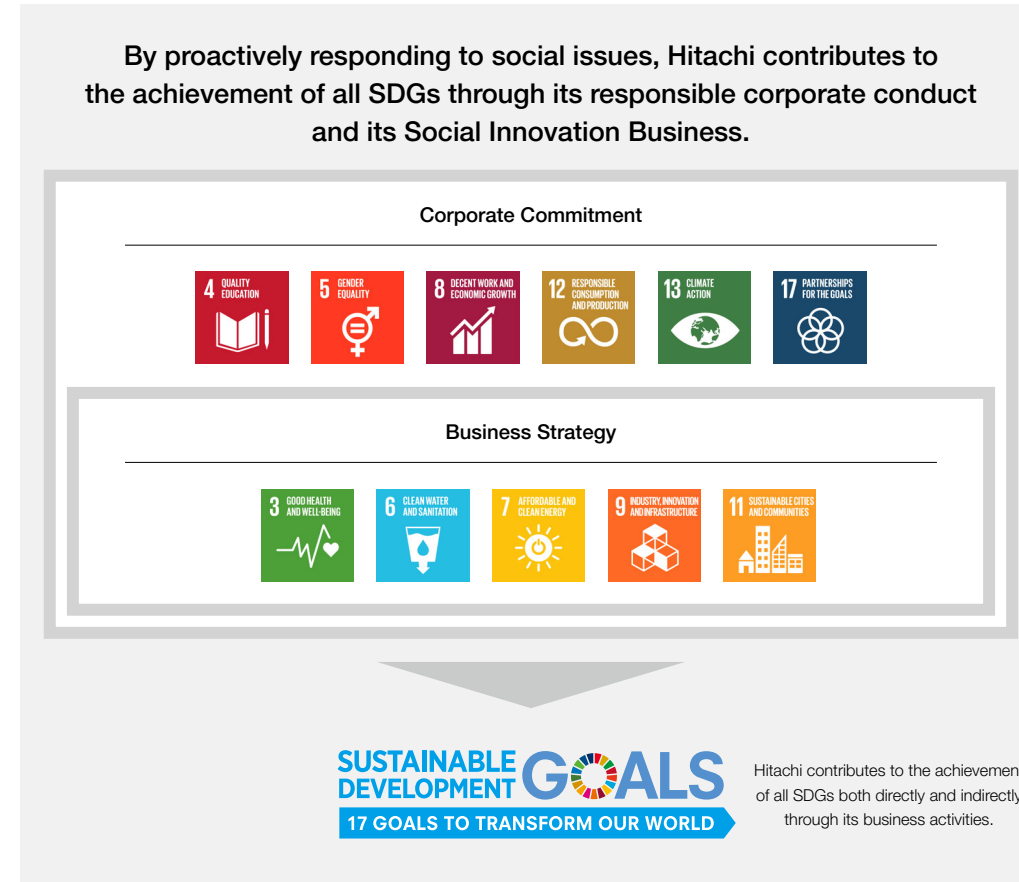 By proactively responding to social issues, Hitachi contributes to
the achievement of all SDGs through its responsible corporate conduct
and its Social Innovation Business.
Corporate Commitment
4 QUALITY
EDUCATION
5 GENDER
EQUALITY
8 DECENT WORK AND
ECONOMIC GROWTH
12 RESPONSIBLE
CONSUMPTION
AND PRODUCTION
13 CLIMATE
ACTION
17 PARTNERSHIPS
FOR THE GOALS
Business Strategy
3 GOOD HEALTH
AND WELL-BEING
6 CLEAN WATER
AND SANITATION
7 AFFORDABLE AND
CLEAN ENERGY
9 INDUSTRY, INNOVATION
AND INFRASTRUCTURE
11 SUSTAINABLE CITIES
AND COMMUNITIES
SUSTAINABLE
DEVELOPMENT
GOALS
17 GOALS TO TRANSFORM OUR WORLD
Hitachi contributes to the achievemen
of all SDGs both directly and indirectly
through its business activities.